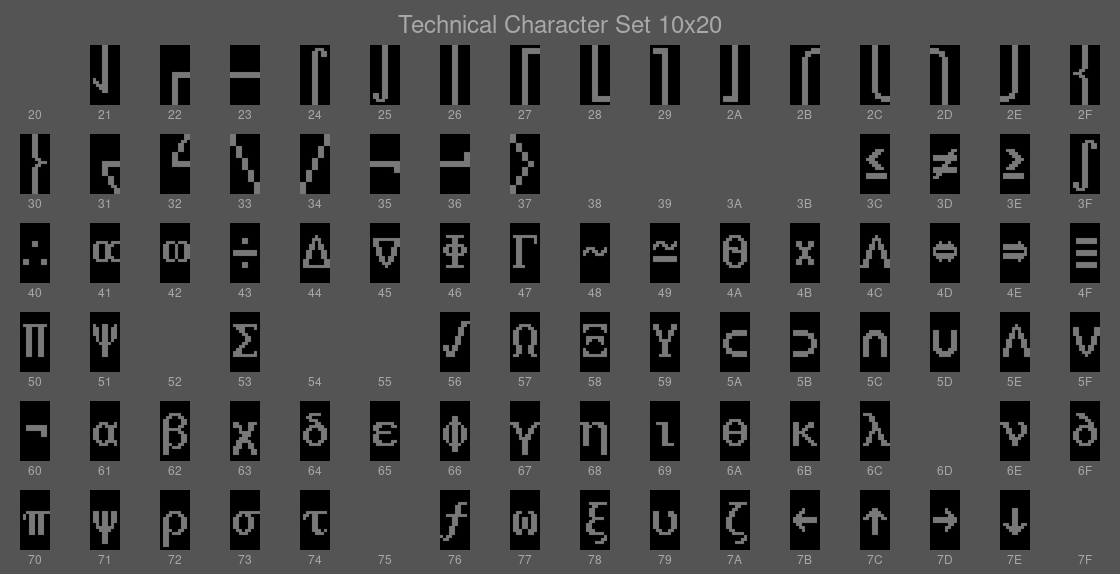 Technical Character Set 10x20
⎷ ┌ ─ ⌠ ⌡ │ ⎡ ⎣ ⎤ ⎦ ⎛ ⎝ ⎞ ⎠ ⎨
20 21 22 23 24 25 26 27 28 29 2A 2B 2C 2D 2E 2F
⎬ ╲ ╱ ≤ ≠ ≥ ∫
30 31 32 33 34 35 36 37 38 39 3A 3B 3C 3D 3E 3F
∴ ∝ ∞ ÷ Δ ∇ Φ Γ ∼ ≃ Θ × Λ ⇔ ⇒ ≡
40 41 42 43 44 45 46 47 48 49 4A 4B 4C 4D 4E 4F
Π Ψ Σ √ Ω Ξ Υ ⊂ ⊃ ∩ ∪ ∧ ∨
50 51 52 53 54 55 56 57 58 59 5A 5B 5C 5D 5E 5F
¬ α β χ δ ε φ γ η ι θ κ λ ν ∂
60 61 62 63 64 65 66 67 68 69 6A 6B 6C 6D 6E 6F
π ψ ρ σ τ ƒ ω ξ υ ζ ← ↑ → ↓
70 71 72 73 74 75 76 77 78 79 7A 7B 7C 7D 7E 7F